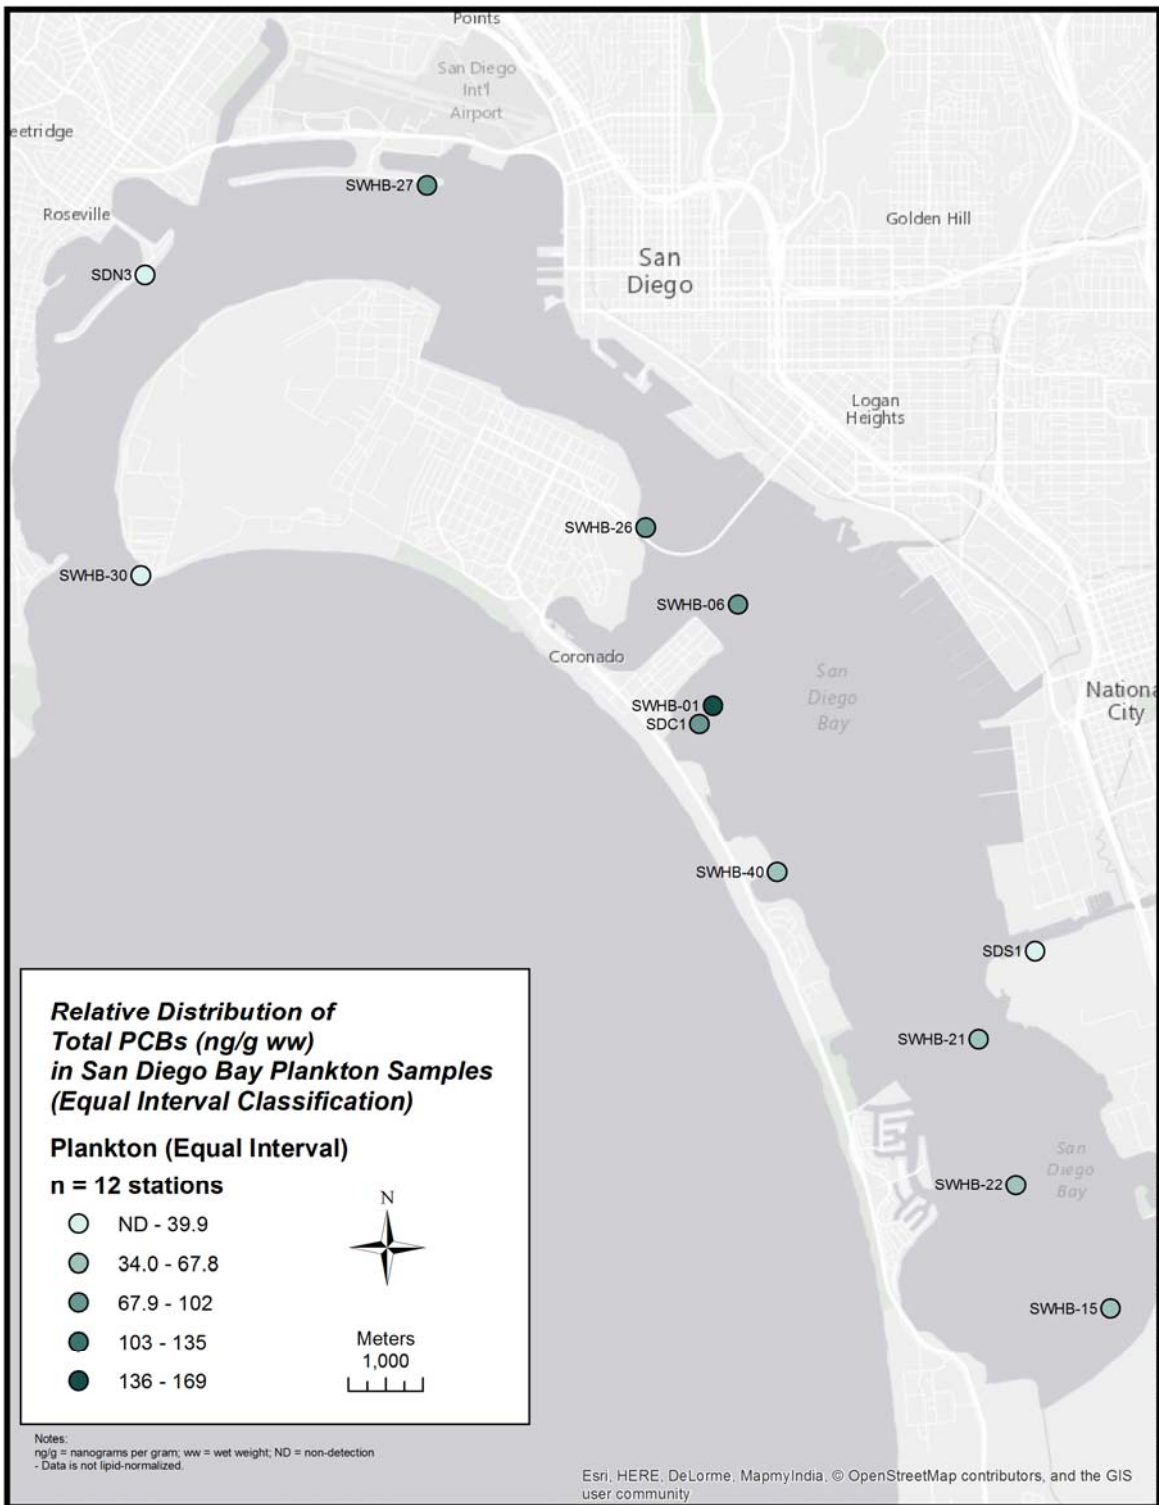 Points
San Diego
Int'l
Airport
eetridge
SWHB-27
Roseville
Golden Hill
San
Diego
SDN3
Logan
Heights
SWHB-26
SWHB-30
SWHB-06
Coronado
San
Diego
Bay
Nationa
City
SWHB-01
SDC1
SWHB-40
SDS1
SWHB-21
San
Diego
Bay
SWHB-22
SWHB-15
Relative Distribution of
Total PCBs (ng/g ww)
in San Diego Bay Plankton Samples
(Equal Interval Classification)
Plankton (Equal Interval)
n = 12 stations
ND - 39.9
34.0 - 67.8
67.9 - 102
103 - 135
136 - 169
N
Meters
1,000
Notes:
ng/g = nanograms per gram; ww = wet weight; ND = non-detection
- Data is not lipid-normalized.
Esri, HERE, DeLorme, MapmyIndia, © OpenStreetMap contributors, and the GIS
user community